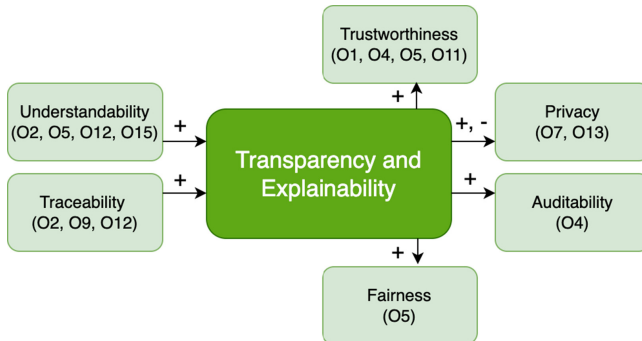 Trustworthiness
(O1, O4, O5, O11)
+
Understandability
(O2, O5, O12, O15)
+
+, -
Privacy
(O7, O13)
Transparency and
Explainability
Traceability
(O2, O9, O12)
+
+
Auditability
(O4)
+
Fairness
(O5)